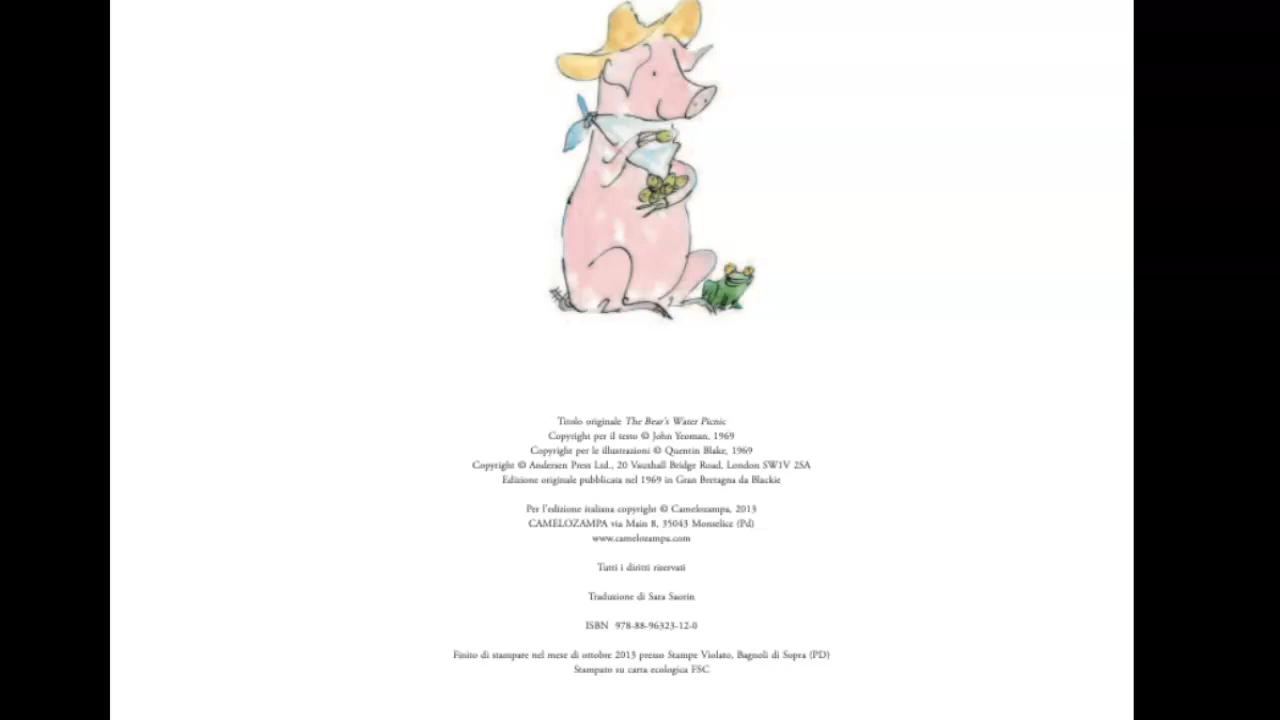 Titolo originale The Bear's Water Picnic
Copyright per il testo © John Yeoman, 1969
Copyright per le illustrazioni © Quentin Blake, 1969
Copyright © Andersen Press Ltd., 20 Vauxhall Bridge Road, London SW1V 2SA
Edizione originale pubblicata nel 1969 in Gran Bretagna da Blackie
Per l'edizione italiana copyright © Camelozampa, 2013
CAMELOZAMPA via Main 8, 35043 Monselice (Pd)
www.camelozampa.com
Tutti i diritti riservati
Traduzione di Sara Saorin
ISBN 978-88-96323-12-0
Finito di stampare nel mese di ottobre 2013 presso Stampe Violato, Bagnoli di Sopra (PD)
Stampato su carta ecologica FSC